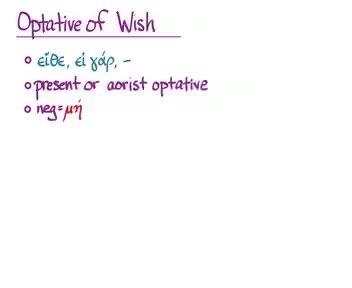 Optative of Wish
εἴθε, εἰ γάρ, –
present or aorist optative
neg=μή